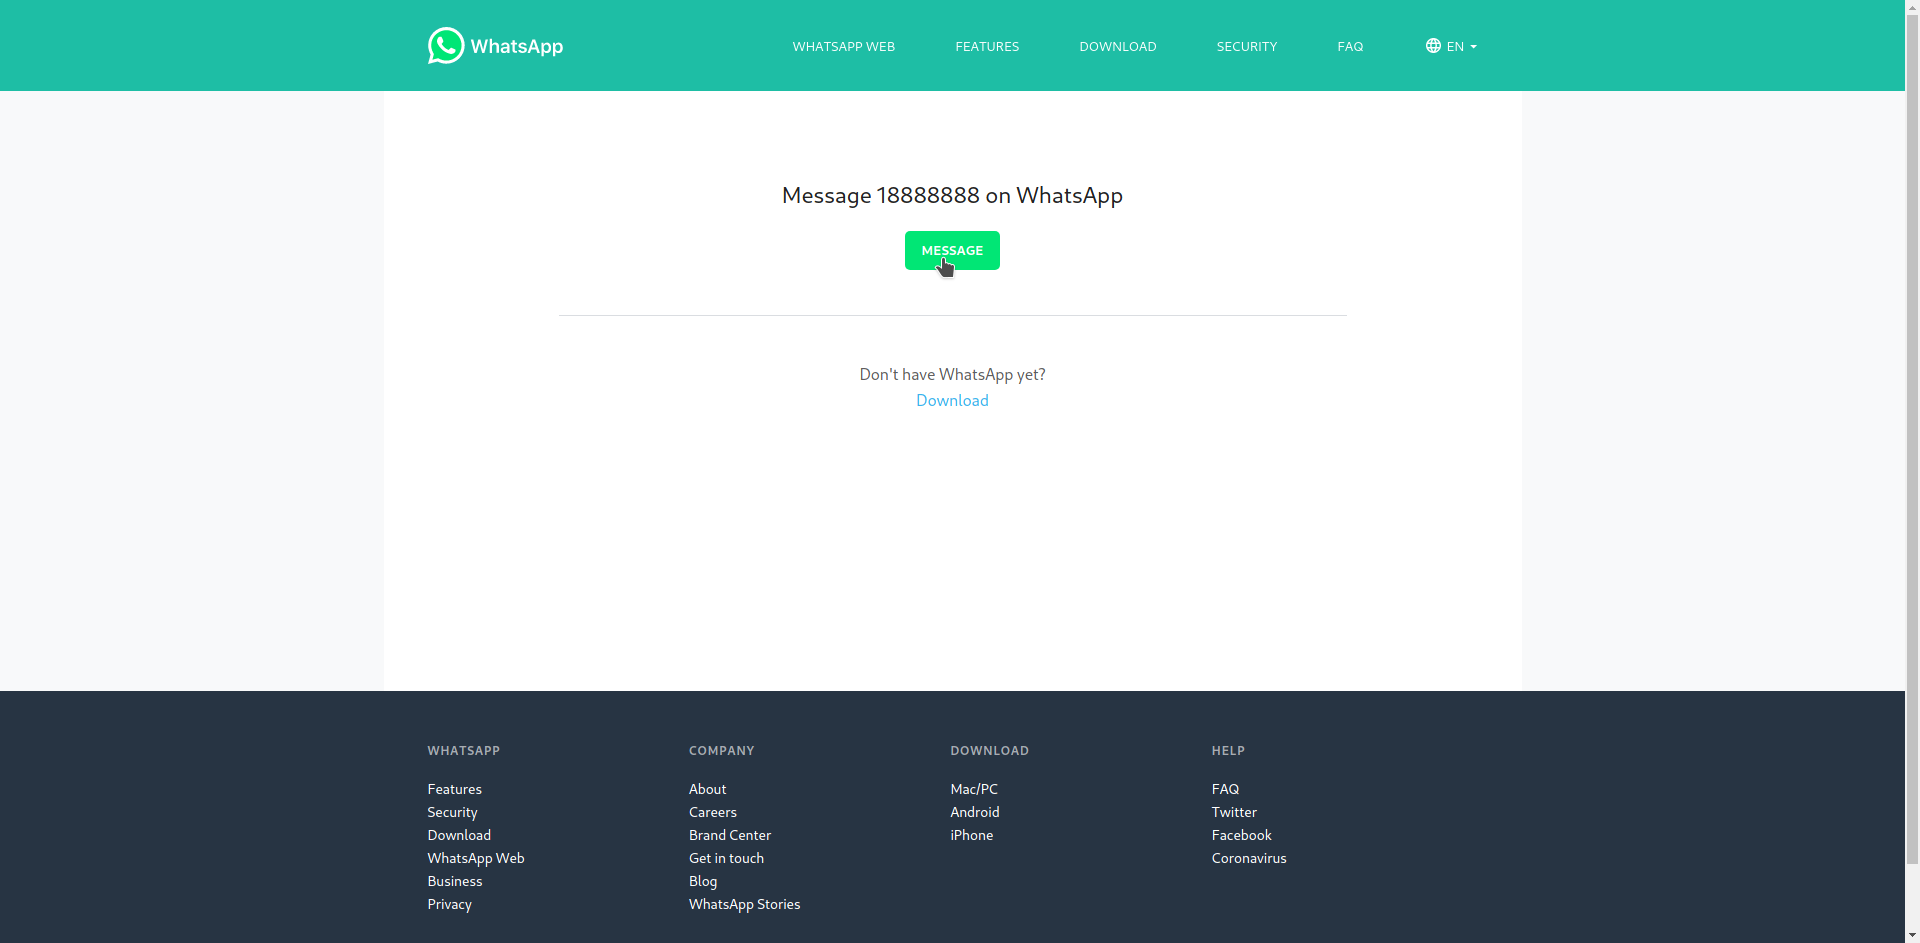 WhatsApp
WHATSAPP WEB
FEATURES
DOWNLOAD
SECURITY
FAQ
EN
Message 18888888 on WhatsApp
MESSAGE
Don't have WhatsApp yet?
Download
WHATSAPP
Features
Security
Download
WhatsApp Web
Business
Privacy
COMPANY
About
Careers
Brand Center
Get in touch
Blog
WhatsApp Stories
DOWNLOAD
Mac/PC
Android
iPhone
HELP
FAQ
Twitter
Facebook
Coronavirus